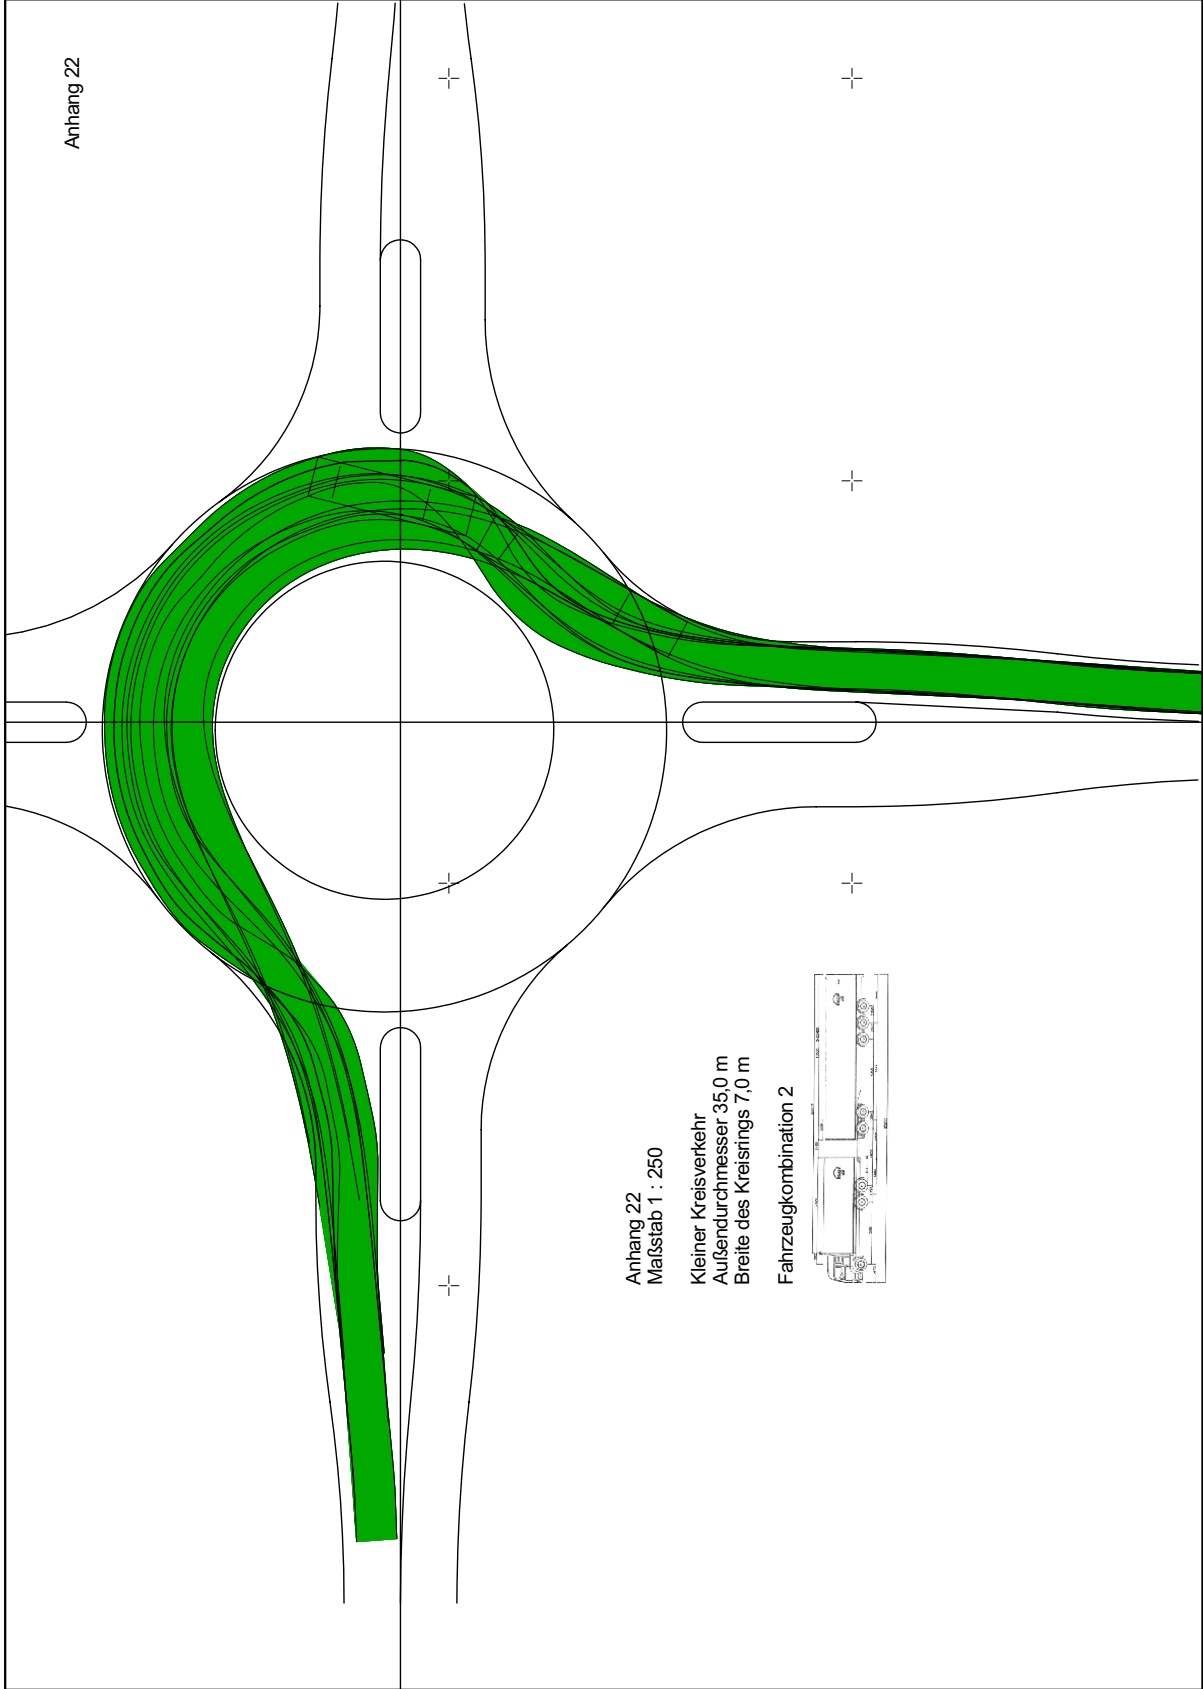 Anhang 22
Anhang 22
Maßstab 1 : 250
Kleiner Kreisverkehr
Außendurchmesser 35,0 m
Breite des Kreisrings 7,0 m
Fahrzeugkombination 2